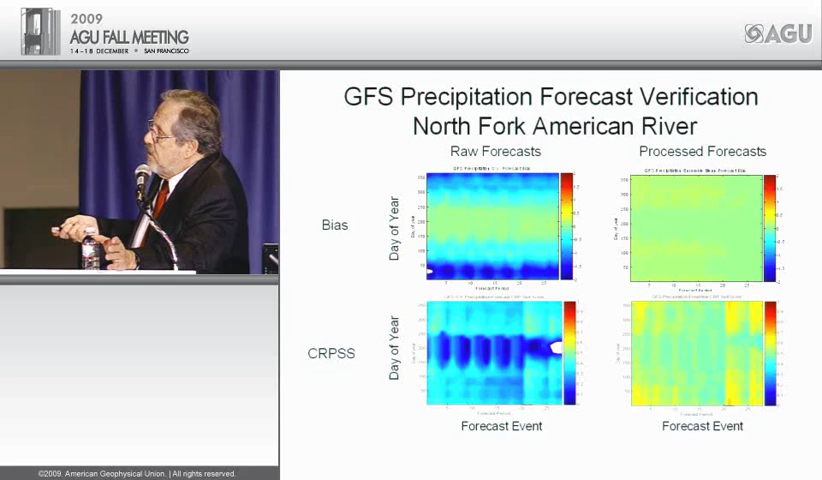 2009
AGU FALL MEETING
14-18 DECEMBER • SAN FRANCISCO
AGU
GFS Precipitation Forecast Verification
North Fork American River
Raw Forecasts
Processed Forecasts
Bias
Day of Year
CRPSS
Day of Year
Forecast Event
Forecast Event
©2009. American Geophysical Union. | All rights reserved.